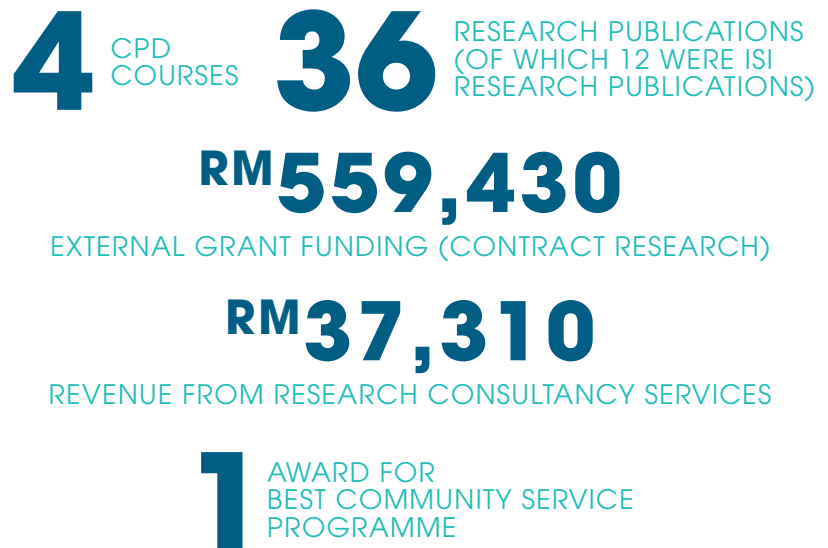 4 CPD
COURSES
36 RESEARCH PUBLICATIONS
(OF WHICH 12 WERE ISI
RESEARCH PUBLICATIONS)
RM559,430
EXTERNAL GRANT FUNDING (CONTRACT RESEARCH)
RM37,310
REVENUE FROM RESEARCH CONSULTANCY SERVICES
1 AWARD FOR
BEST COMMUNITY SERVICE
PROGRAMME